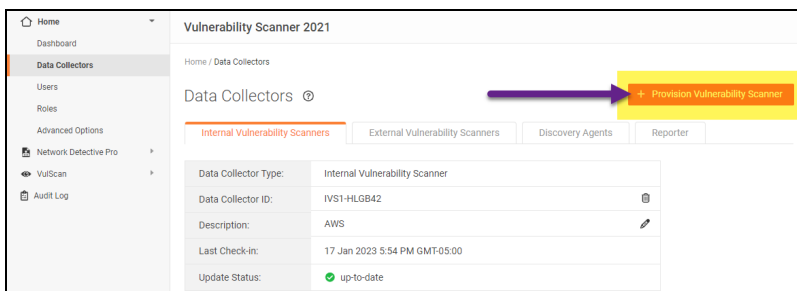 Home
Dashboard
Data Collectors
Users
Roles
Advanced Options
Network Detective Pro
VulScan
Audit Log
Vulnerability Scanner 2021
Home / Data Collectors
Data Collectors ?
+ Provision Vulnerability Scanner
Internal Vulnerability Scanners External Vulnerability Scanners Discovery Agents Reporter
Data Collector Type: Internal Vulnerability Scanner
Data Collector ID: IVS1-HLGB42
Description: AWS
Last Check-in: 17 Jan 2023 5:54 PM GMT-05:00
Update Status: up-to-date